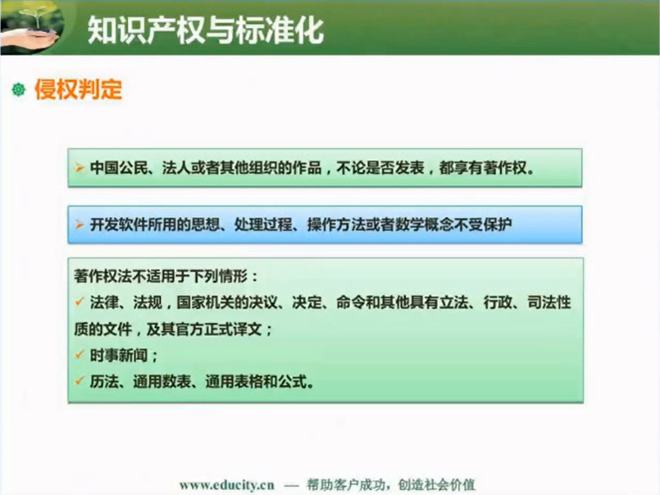 知识产权与标准化
侵权判定
中国公民、法人或者其他组织的作品，不论是否发表，都享有著作权。
开发软件所用的思想、处理过程、操作方法或者数学概念不受保护
著作权法不适用于下列情形：
法律、法规，国家机关的决议、决定、命令和其他具有立法、行政、司法性
质的文件，及其官方正式译文；
时事新闻；
历法、通用数表、通用表格和公式。
www.educity.cn — 帮助客户成功，创造社会价值